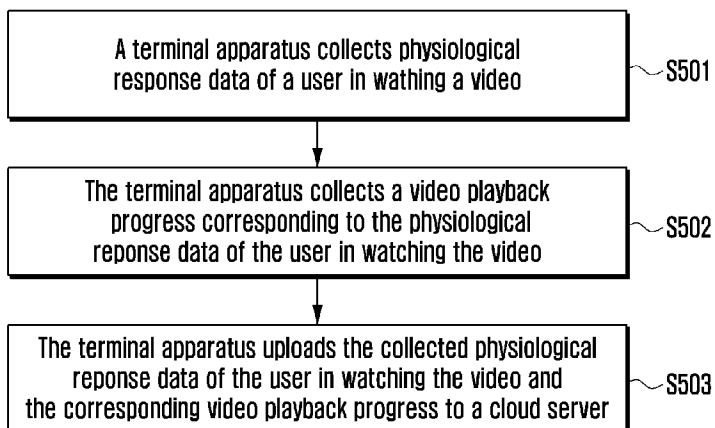 A terminal apparatus collects physiological
response data of a user in wathing a video
S501
The terminal apparatus collects a video playback
progress corresponding to the physiological
reponse data of the user in watching the video
S502
The terminal apparatus uploads the collected physiological
reponse data of the user in watching the video and
the corresponding video playback progress to a cloud server
S503